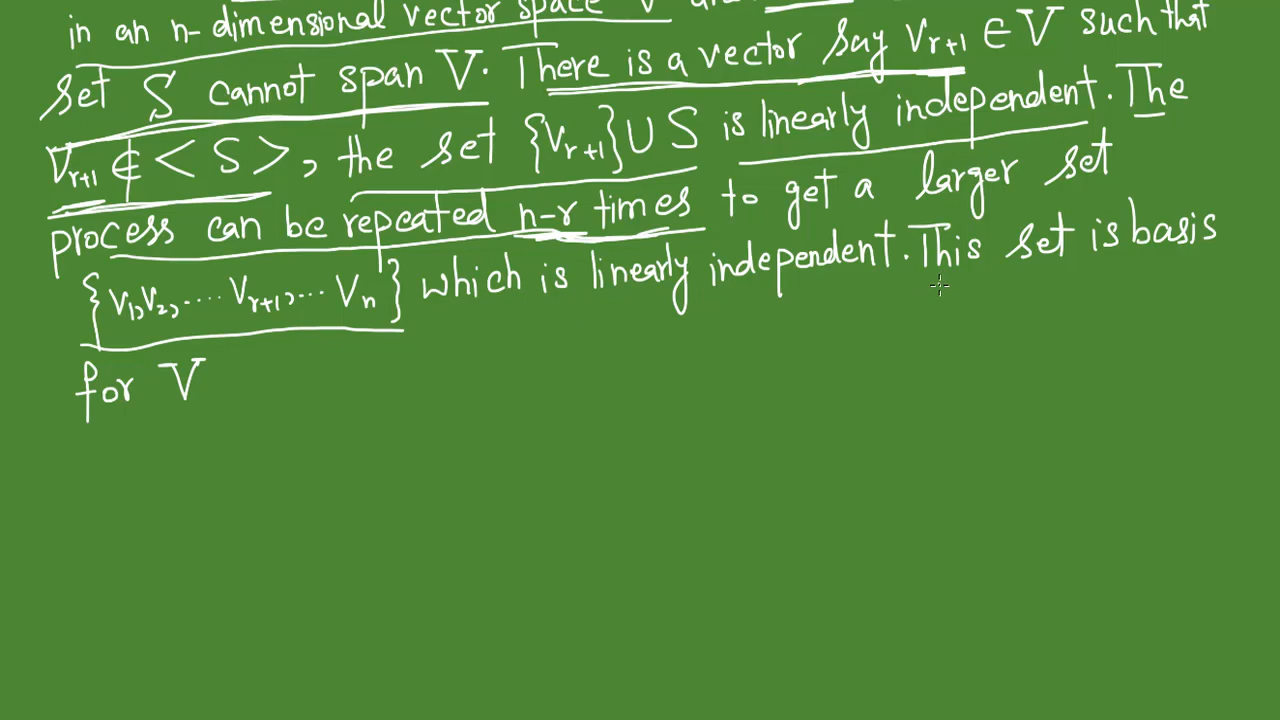 in an n-dimensional vector space V
set S cannot span V. There is a vector say Vr+1 ∈ V such that
Vr+1 ∉ < S >, the set {Vr+1} U S is linearly independent. The
process can be repeated n-r times to get a larger set
{V1,V2,.... Vr+1,... Vn} which is linearly independent. This set is basis
for V